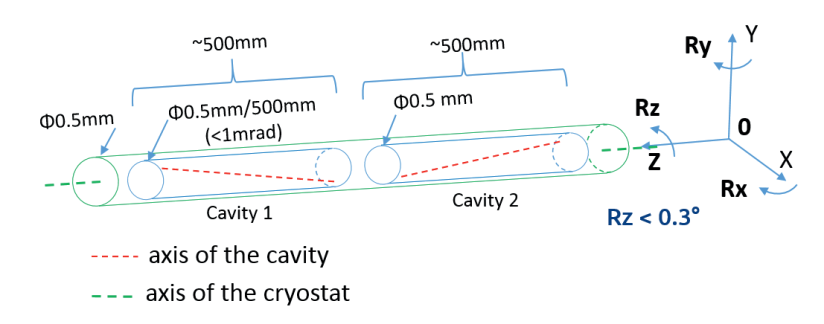 ~500mm
~500mm
Φ0.5mm
Φ0.5mm/500mm
(<1mrad)
Φ0.5 mm
Cavity 1
Cavity 2
Y
Ry
Rz
O
Z
X
Rx
Rz < 0.3°
axis of the cavity
axis of the cryostat